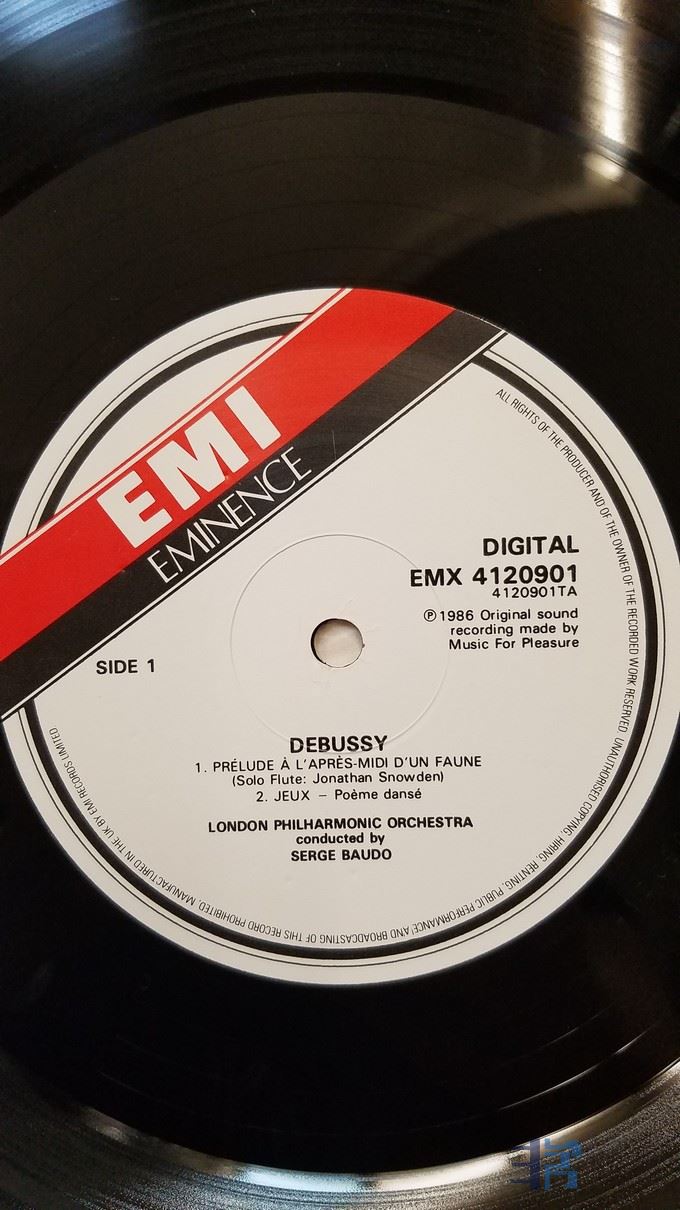 EMI
EMINENCE
DIGITAL
EMX 4120901
4120901TA
℗ 1986 Original sound
recording made by
Music For Pleasure
SIDE 1
DEBUSSY
1. PRÉLUDE À L'APRÈS-MIDI D'UN FAUNE
(Solo Flute: Jonathan Snowden)
2. JEUX – Poème dansé
LONDON PHILHARMONIC ORCHESTRA
conducted by
SERGE BAUDO
ALL RIGHTS OF THE PRODUCER AND OF THE OWNER OF THE RECORDED WORK RESERVED. UNAUTHORISED COPYING, HIRING, RENTING, PUBLIC PERFORMANCE AND BROADCASTING OF THIS RECORD PROHIBITED. MANUFACTURED IN THE UK BY EMI RECORDS LIMITED